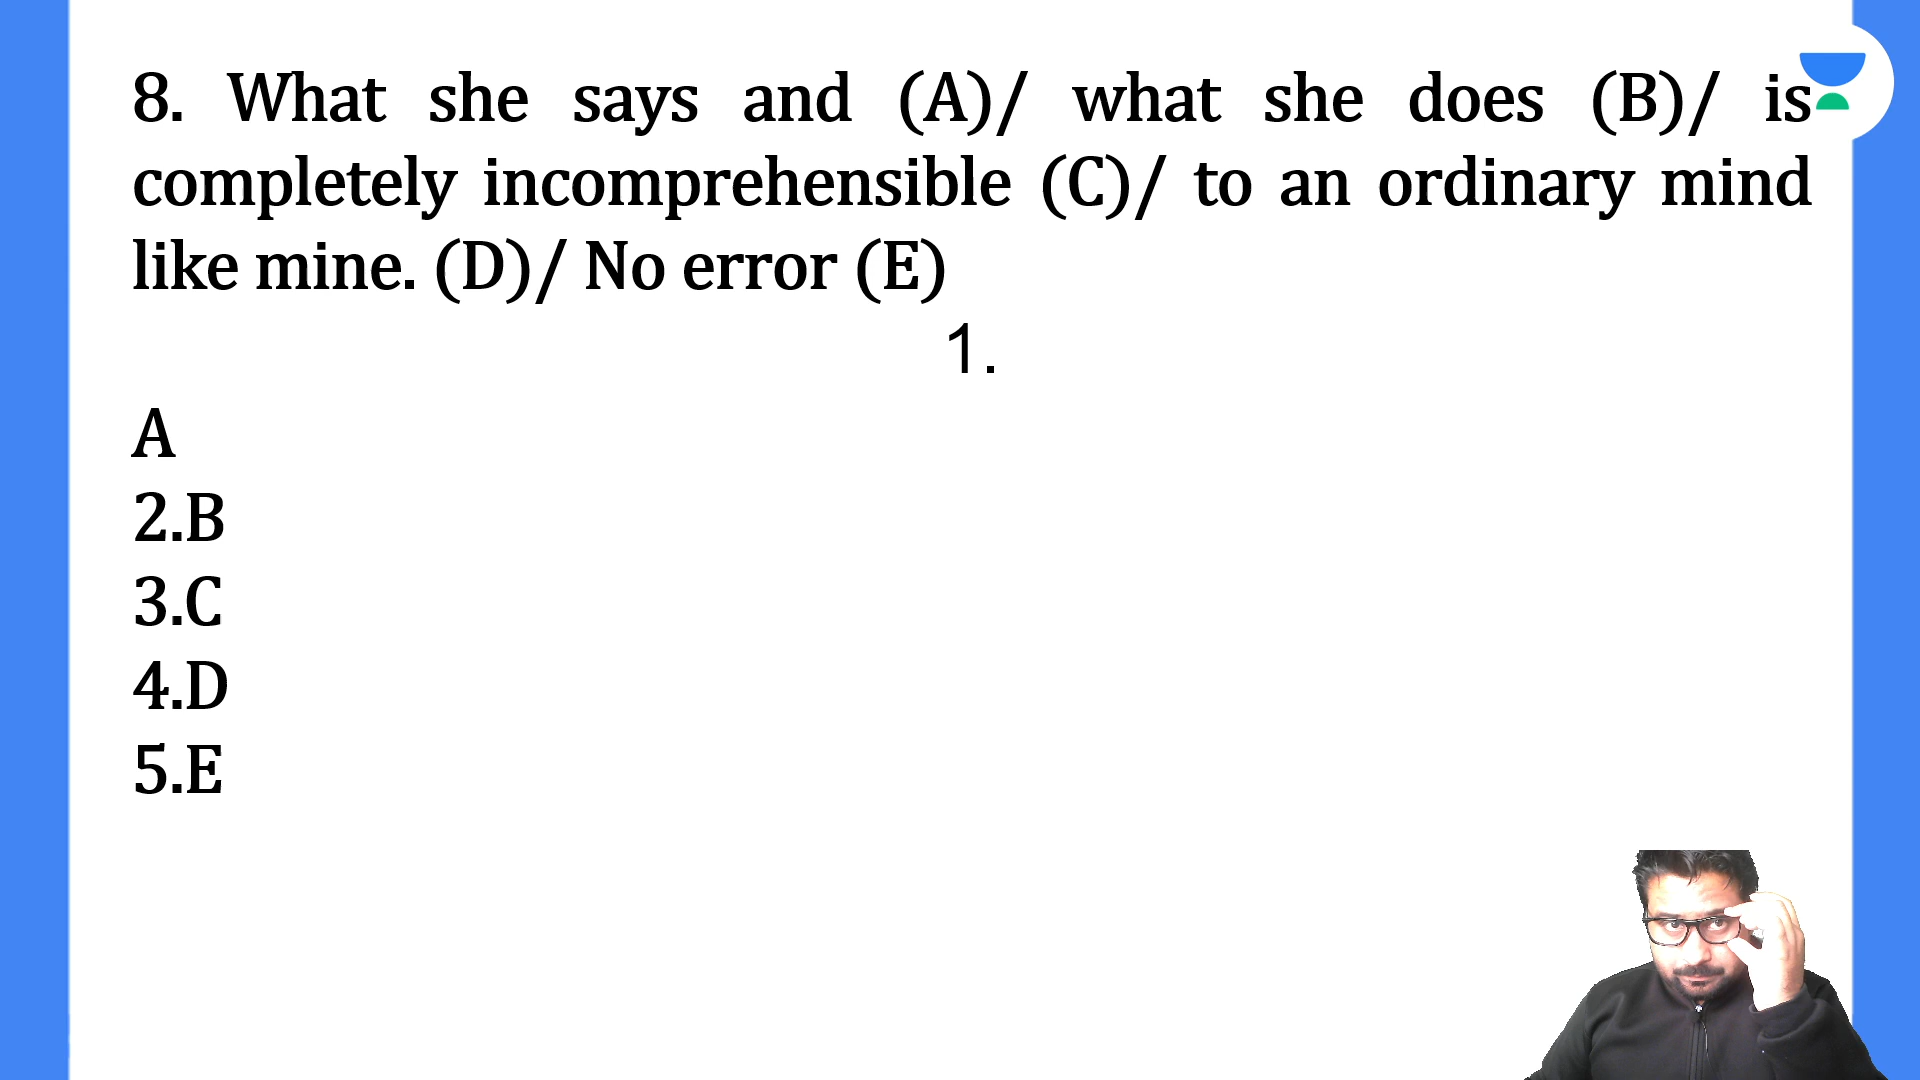 8. What she says and (A)/ what she does (B)/ is
completely incomprehensible (C)/ to an ordinary mind
like mine. (D)/ No error (E)
1.
A
2.B
3.C
4.D
5.E